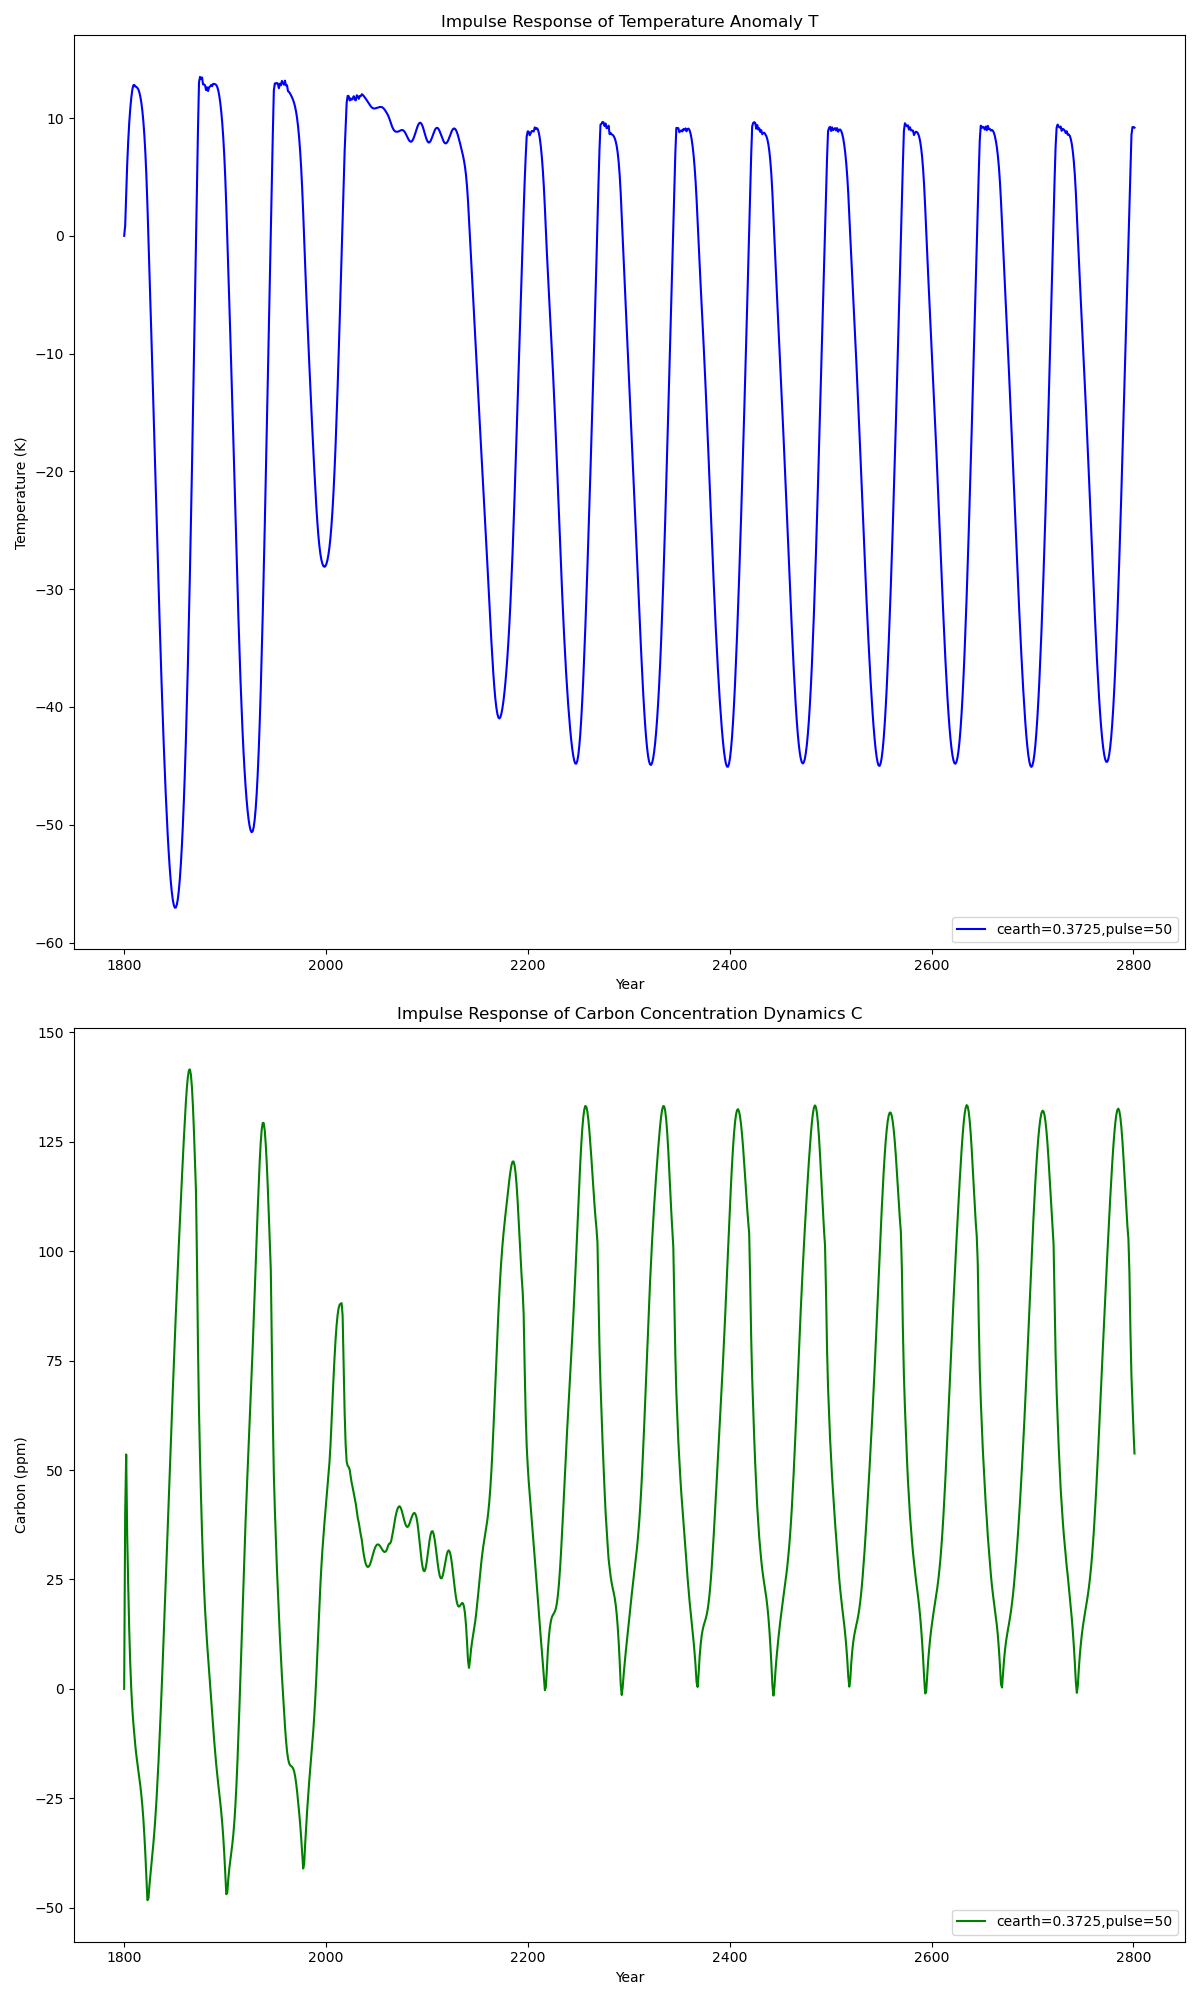 Impulse Response of Temperature Anomaly T
10
0
−10
−20
−30
−40
−50
−60
Temperature (K)
cearth=0.3725,pulse=50
1800 2000 2200 2400 2600 2800
Year
Impulse Response of Carbon Concentration Dynamics C
150
125
100
75
50
25
0
−25
−50
Carbon (ppm)
cearth=0.3725,pulse=50
1800 2000 2200 2400 2600 2800
Year